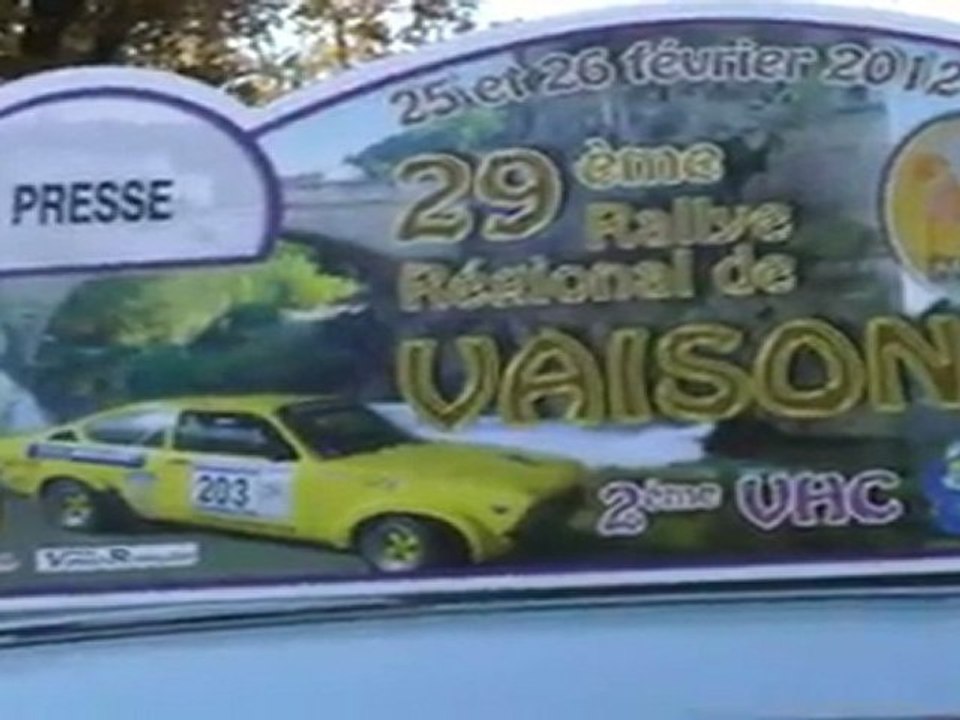 25 et 26 février 2012
PRESSE
29 ème
Rallye
Régional de
VAISON
203
2ème VHC